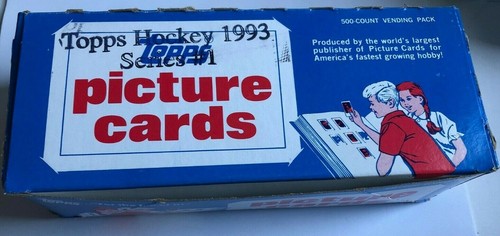 500-COUNT VENDING PACK
Topps Hockey 1993
Topps
Series #1
picture
cards
Produced by the world's largest
publisher of Picture Cards for
America's fastest growing hobby!